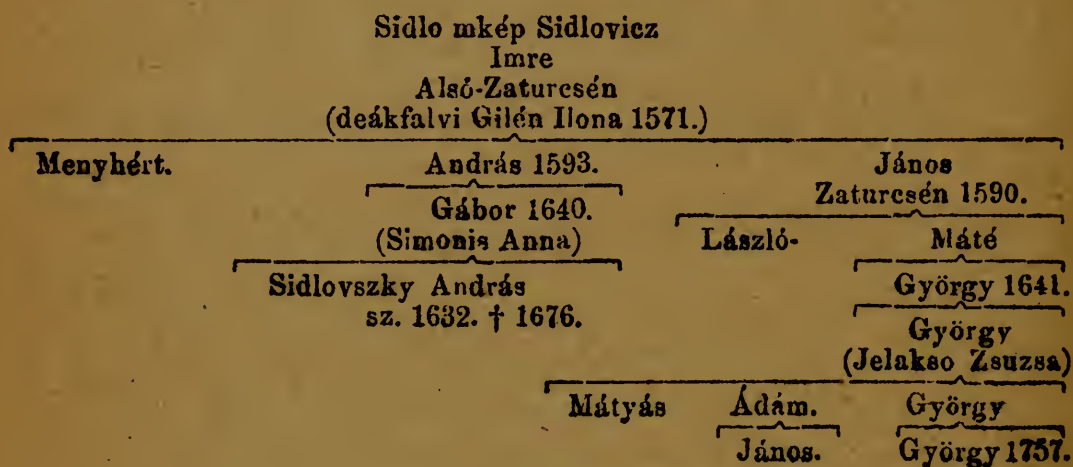 Sidlo mkép Sidlovicz
Imre
Alsó-Zaturcsén
(deákfalvi Gilén Ilona 1571.)
Menyhért. András 1593. János
Zaturcsén 1590.
Gábor 1640.
(Simonis Anna) László- Máté
Sidlovszky András György 1641.
sz. 1632. † 1676.
György
(Jelakso Zsuzsa)
Mátyás Ádám. György
János. György 1757.